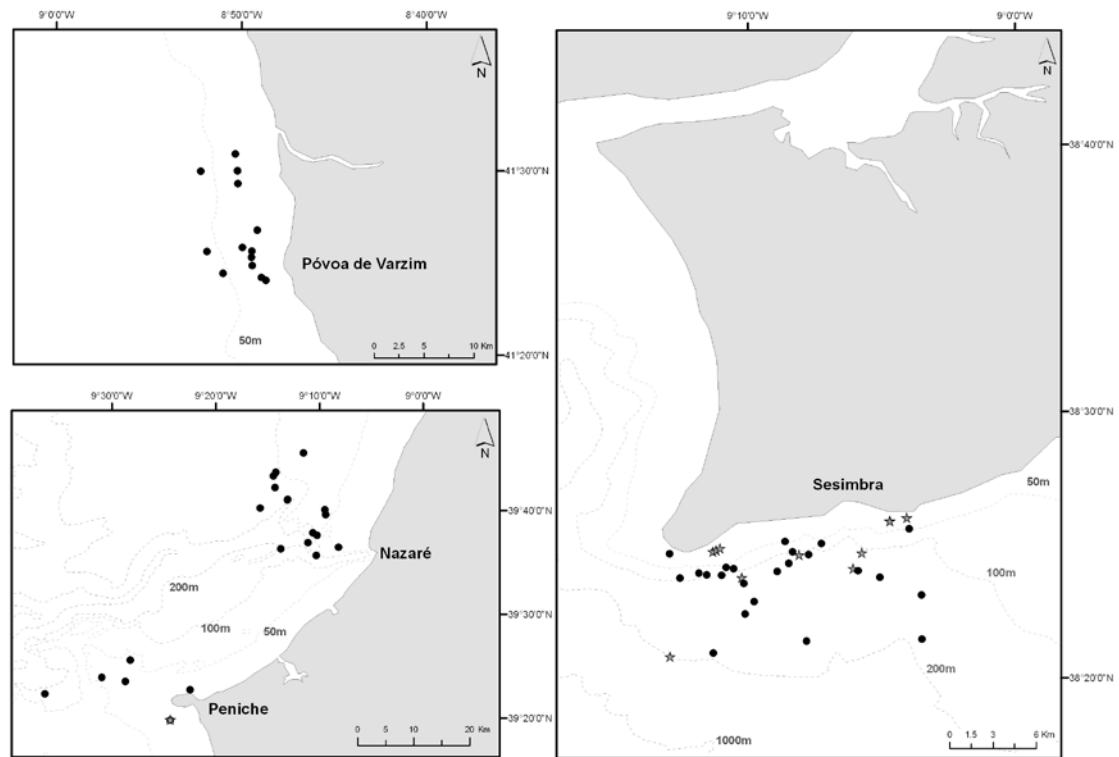 9°0'0"W
8°50'0"W
8°40'0"W
N
41°30'0"N
Póvoa de Varzim
50m
0 2.5 5 10 Km
41°20'0"N
9°30'0"W
9°20'0"W
9°10'0"W
9°0'0"W
N
39°40'0"N
Nazaré
200m
39°30'0"N
100m
50m
Peniche
39°20'0"N
0 5 10 20 Km
9°10'0"W
9°0'0"W
N
38°40'0"N
38°30'0"N
Sesimbra
50m
100m
200m
38°20'0"N
1000m
0 1.5 3 6 Km